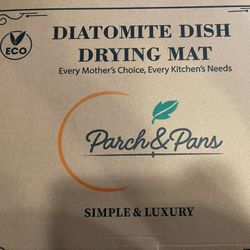 ECO
DIATOMITE DISH
DRYING MAT
Every Mother's Choice, Every Kitchen's Needs
Parch&Pans
SIMPLE & LUXURY